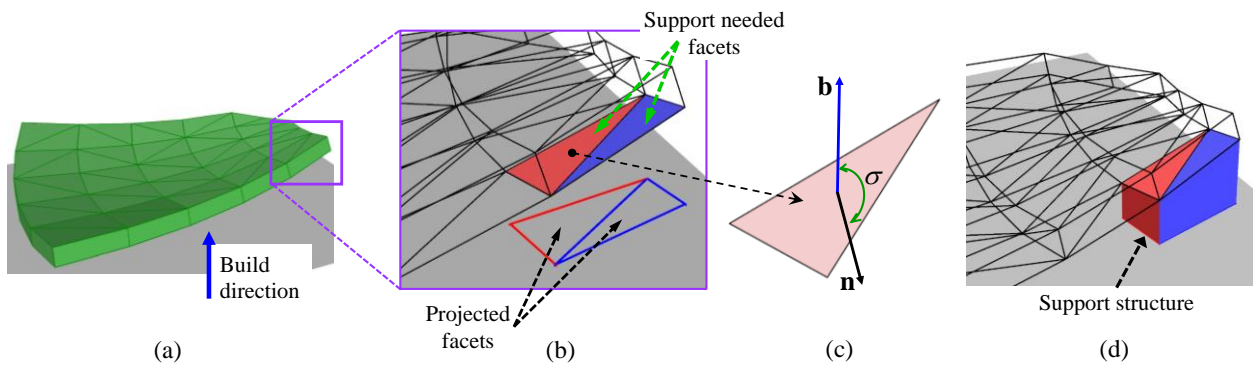 Support needed
facets
b
σ
n
Build
direction
Projected
facets
Support structure
(a)
(b)
(c)
(d)